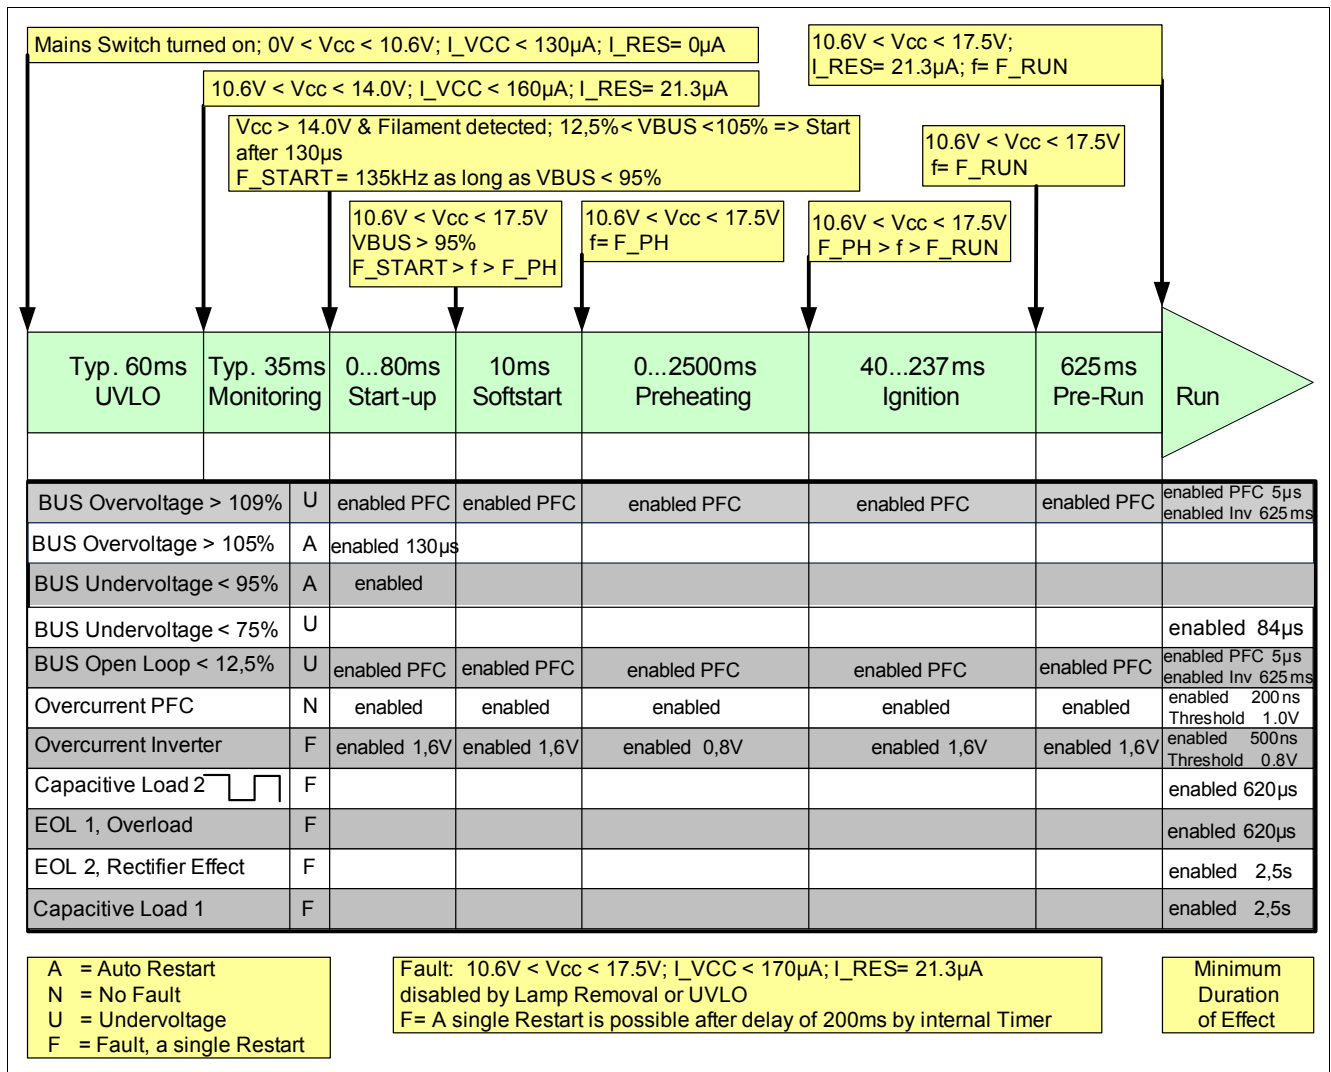 Mains Switch turned on; 0V < Vcc < 10.6V; I_VCC < 130µA; I_RES= 0µA
10.6V < Vcc < 17.5V;
I_RES= 21.3µA; f= F_RUN
10.6V < Vcc < 14.0V; I_VCC < 160µA; I_RES= 21.3µA
Vcc > 14.0V & Filament detected; 12,5%< VBUS <105% => Start
after 130µs
F_START = 135kHz as long as VBUS < 95%
10.6V < Vcc < 17.5V
f= F_RUN
10.6V < Vcc < 17.5V
VBUS > 95%
F_START > f > F_PH
10.6V < Vcc < 17.5V
f= F_PH
10.6V < Vcc < 17.5V
F_PH > f > F_RUN
Typ. 60ms
UVLO
Typ. 35ms
Monitoring
0...80ms
Start-up
10ms
Softstart
0...2500ms
Preheating
40...237ms
Ignition
625ms
Pre-Run
Run
BUS Overvoltage > 109% U enabled PFC enabled PFC enabled PFC enabled PFC enabled PFC enabled PFC 5µs
enabled Inv 625ms
BUS Overvoltage > 105% A enabled 130µs
BUS Undervoltage < 95% A enabled
BUS Undervoltage < 75% U enabled 84µs
BUS Open Loop < 12,5% U enabled PFC enabled PFC enabled PFC enabled PFC enabled PFC enabled PFC 5µs
enabled Inv 625ms
Overcurrent PFC N enabled enabled enabled enabled enabled enabled 200ns
Threshold 1.0V
Overcurrent Inverter F enabled 1,6V enabled 1,6V enabled 0,8V enabled 1,6V enabled 1,6V enabled 500ns
Threshold 0.8V
Capacitive Load 2 F enabled 620µs
EOL 1, Overload F enabled 620µs
EOL 2, Rectifier Effect F enabled 2,5s
Capacitive Load 1 F enabled 2,5s
A = Auto Restart
N = No Fault
U = Undervoltage
F = Fault, a single Restart
Fault: 10.6V < Vcc < 17.5V; I_VCC < 170µA; I_RES= 21.3µA
disabled by Lamp Removal or UVLO
F= A single Restart is possible after delay of 200ms by internal Timer
Minimum
Duration
of Effect